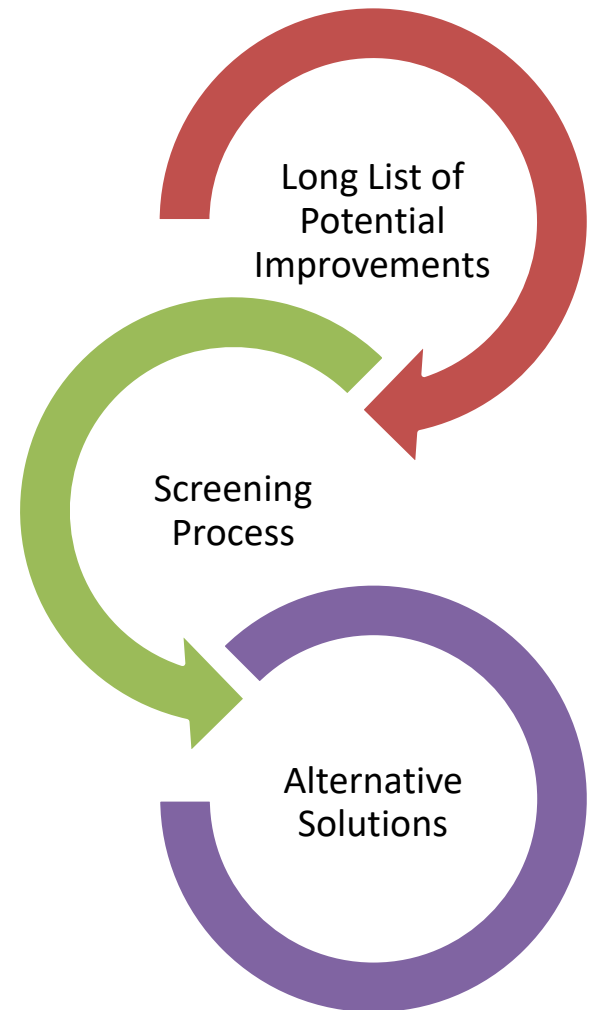 Long List of
Potential
Improvements
Screening
Process
Alternative
Solutions